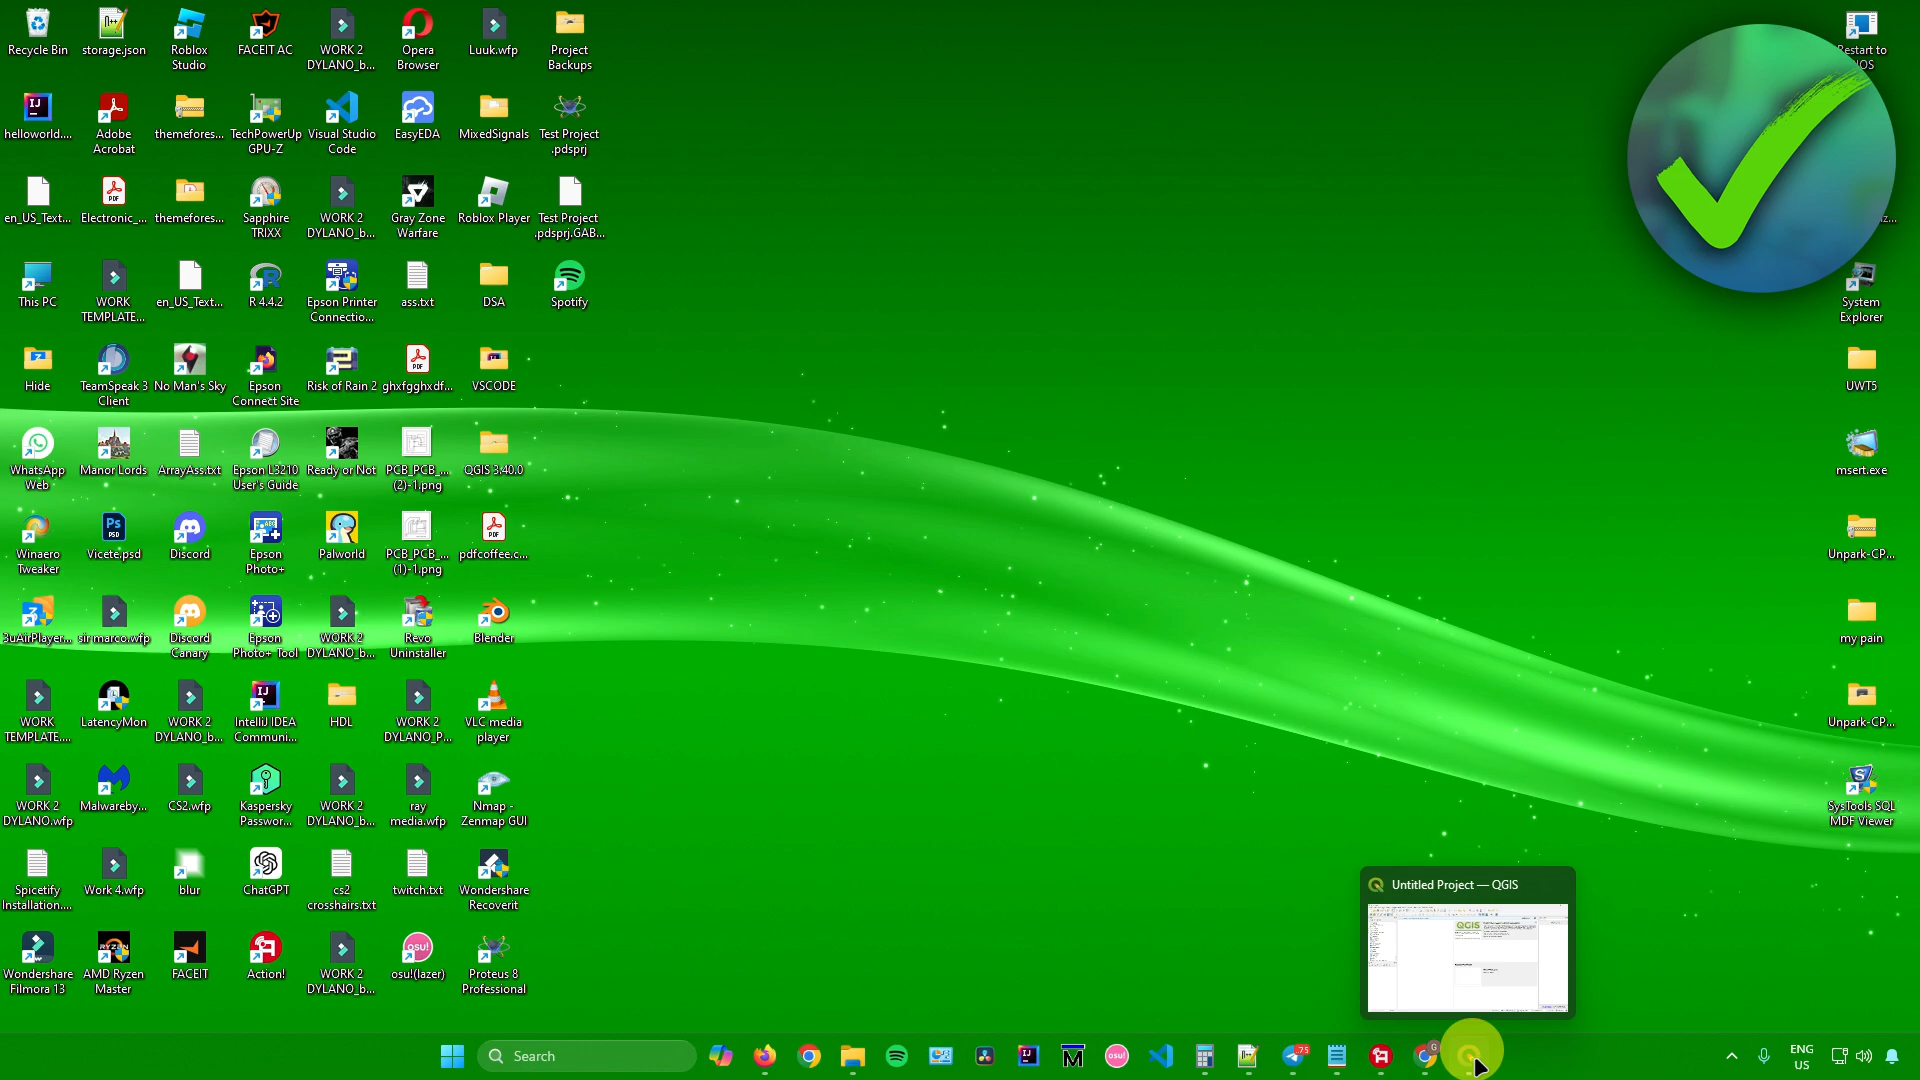 Recycle Bin
storage.json
Roblox
Studio
FACEIT AC
WORK 2
DYLANO_b...
Opera
Browser
Luuk.wfp
Project
Backups
Restart to
helloworld....
Adobe
Acrobat
themefores...
TechPowerUp
GPU-Z
Visual Studio
Code
EasyEDA
MixedSignals
Test Project
.pdsprj
en_US_Text...
Electronic_...
themefores...
Sapphire
TRIXX
WORK 2
DYLANO_b...
Gray Zone
Warfare
Roblox Player
Test Project
.pdsprj.GAB...
This PC
WORK
TEMPLATE...
en_US_Text...
R 4.4.2
Epson Printer
Connectio...
ass.txt
DSA
Spotify
System
Explorer
Hide
TeamSpeak 3
Client
No Man's Sky
Epson
Connect Site
Risk of Rain 2
ghxfgghxdf...
VSCODE
UWT5
WhatsApp
Web
Manor Lords
ArrayAss.txt
Epson L3210
User's Guide
Ready or Not
PCB_PCB_...
(2)-1.png
QGIS 3.40.0
msert.exe
Winaero
Tweaker
Vicete.psd
Discord
Epson
Photo+
Palworld
PCB_PCB_...
(1)-1.png
pdfcoffee.c...
Unpark-CP...
3uAirPlayer...
sir marco.wfp
Discord
Canary
Epson
Photo+ Tool
WORK 2
DYLANO_b...
Revo
Uninstaller
Blender
my pain
WORK
TEMPLATE....
LatencyMon
WORK 2
DYLANO_b...
IntelliJ IDEA
Communi...
HDL
WORK 2
DYLANO_P...
VLC media
player
Unpark-CP...
WORK 2
DYLANO.wfp
Malwareby...
CS2.wfp
Kaspersky
Passwor...
WORK 2
DYLANO_b...
ray
media.wfp
Nmap -
Zenmap GUI
SysTools SQL
MDF Viewer
Spicetify
Installation....
Work 4.wfp
blur
ChatGPT
cs2
crosshairs.txt
twitch.txt
Wondershare
Recoverit
Untitled Project — QGIS
QGIS
Wondershare
Filmora 13
AMD Ryzen
Master
FACEIT
Action!
WORK 2
DYLANO_b...
osu!(lazer)
Proteus 8
Professional
Search
ENG
US